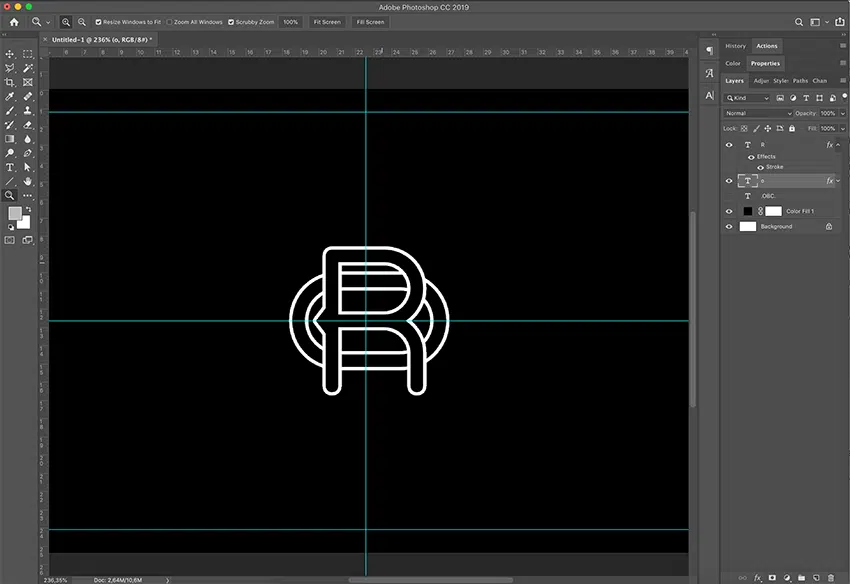 Adobe Photoshop CC 2019
Resize Windows to Fit Zoom All Windows Scrubby Zoom 100% Fit Screen Fill Screen
Untitled-1 @ 236% (o, RGB/8#) *
History Actions
Color Properties
Layers Adjus Styles Paths Chan
Kind
Normal Opacity: 100%
Lock: Fill: 100%
T R fx
Effects
Stroke
T o fx
T .OBC.
Color Fill 1
Background
R
236,35% Doc: 2,64M/10,6M